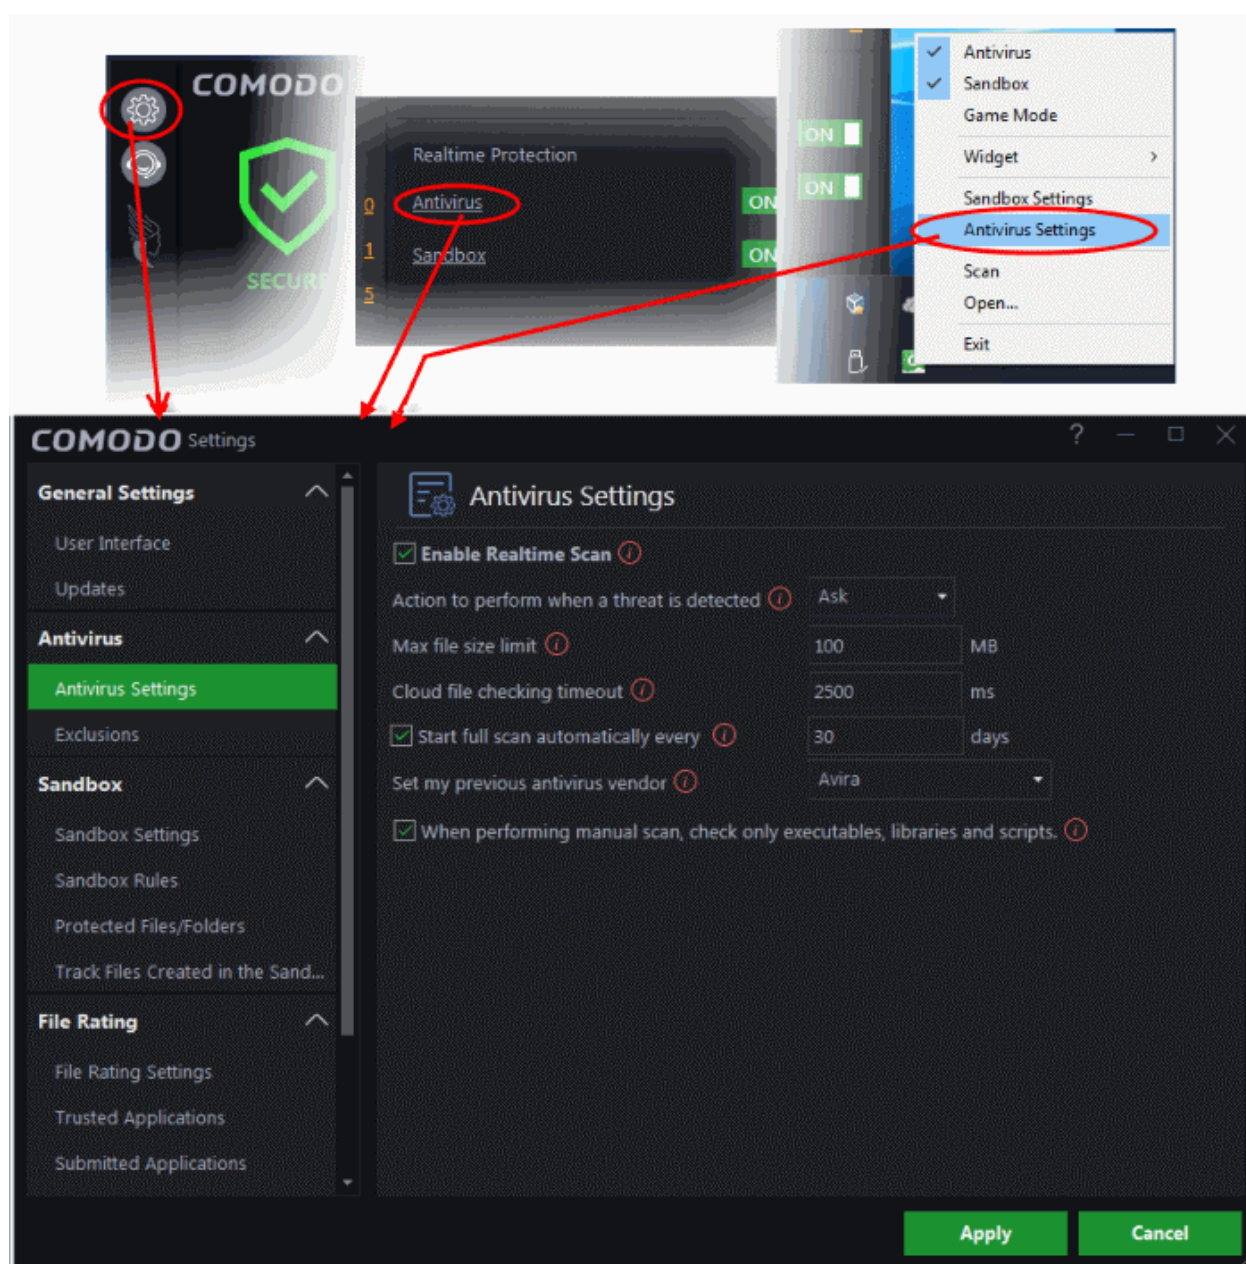 COMODO
SECURE
Realtime Protection
0
Antivirus
ON
1
Sandbox
ON
5
ON
ON
Antivirus
Sandbox
Game Mode
Widget
Sandbox Settings
Antivirus Settings
Scan
Open...
Exit
COMODO Settings
?
General Settings
User Interface
Updates
Antivirus
Antivirus Settings
Exclusions
Sandbox
Sandbox Settings
Sandbox Rules
Protected Files/Folders
Track Files Created in the Sand...
File Rating
File Rating Settings
Trusted Applications
Submitted Applications
Antivirus Settings
Enable Realtime Scan
Action to perform when a threat is detected Ask
Max file size limit 100 MB
Cloud file checking timeout 2500 ms
Start full scan automatically every 30 days
Set my previous antivirus vendor Avira
When performing manual scan, check only executables, libraries and scripts.
Apply Cancel